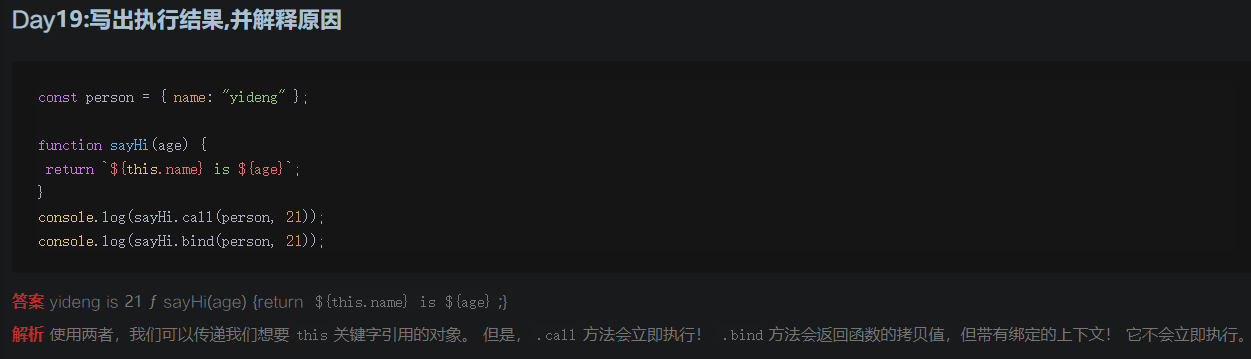 Day19:写出执行结果,并解释原因
const person = { name: "yideng" };
function sayHi(age) {
return `${this.name} is ${age}`;
}
console.log(sayHi.call(person, 21));
console.log(sayHi.bind(person, 21));
答案 yideng is 21 ƒ sayHi(age) {return ${this.name} is ${age} ;}
解析 使用两者，我们可以传递我们想要 this 关键字引用的对象。 但是， .call 方法会立即执行！ .bind 方法会返回函数的拷贝值，但带有绑定的上下文！ 它不会立即执行。